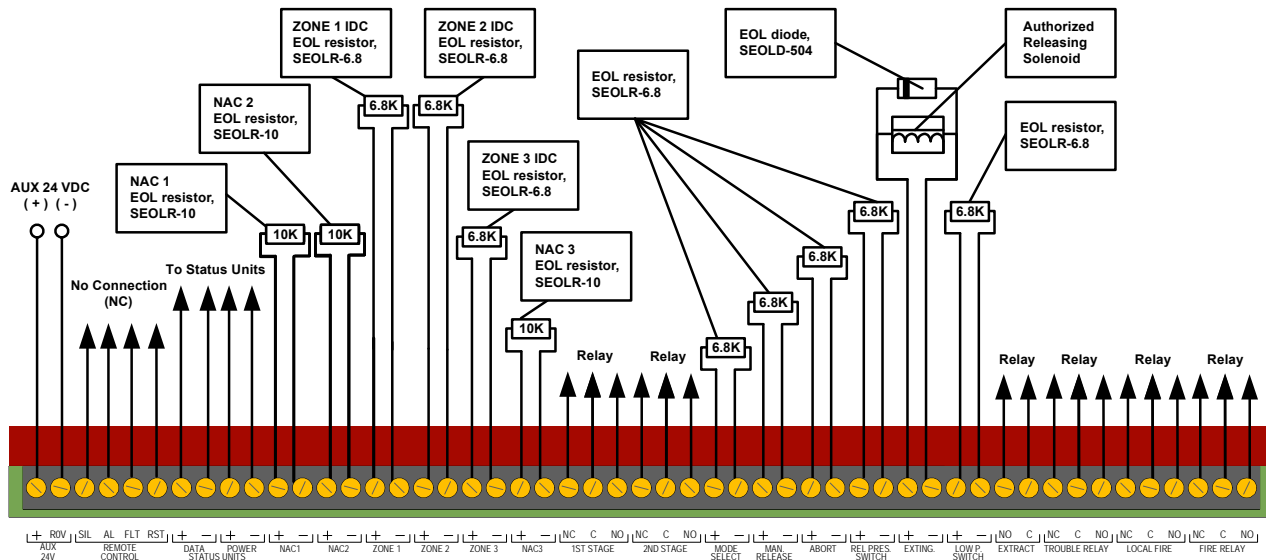 ZONE 1 IDC
EOL resistor,
SEOLR-6.8
ZONE 2 IDC
EOL resistor,
SEOLR-6.8
EOL diode,
SEOLD-504
Authorized
Releasing
Solenoid
EOL resistor,
SEOLR-6.8
NAC 2
EOL resistor,
SEOLR-10
6.8K
6.8K
EOL resistor,
SEOLR-6.8
ZONE 3 IDC
EOL resistor,
SEOLR-6.8
NAC 1
EOL resistor,
SEOLR-10
AUX 24 VDC
( + ) ( - )
10K
10K
6.8K
6.8K
6.8K
6.8K
NAC 3
EOL resistor,
SEOLR-10
To Status Units
No Connection
(NC)
6.8K
10K
6.8K
Relay
Relay
Relay
Relay
Relay
Relay
+ R0V SIL AL FLT RST + − + − + − + − + − + − + − + − NC C NO NC C NO + − + − + − + − + − + − NO C NC C NO NC C NO NC C NO
AUX
24V
REMOTE
CONTROL
DATA
POWER
STATUS UNITS
NAC1
NAC2
ZONE 1
ZONE 2
ZONE 3
NAC3
1ST STAGE
2ND STAGE
MODE
SELECT
MAN.
RELEASE
ABORT
REL PRES.
SWITCH
EXTING.
LOW P.
SWITCH
EXTRACT
TROUBLE RELAY
LOCAL FIRE
FIRE RELAY